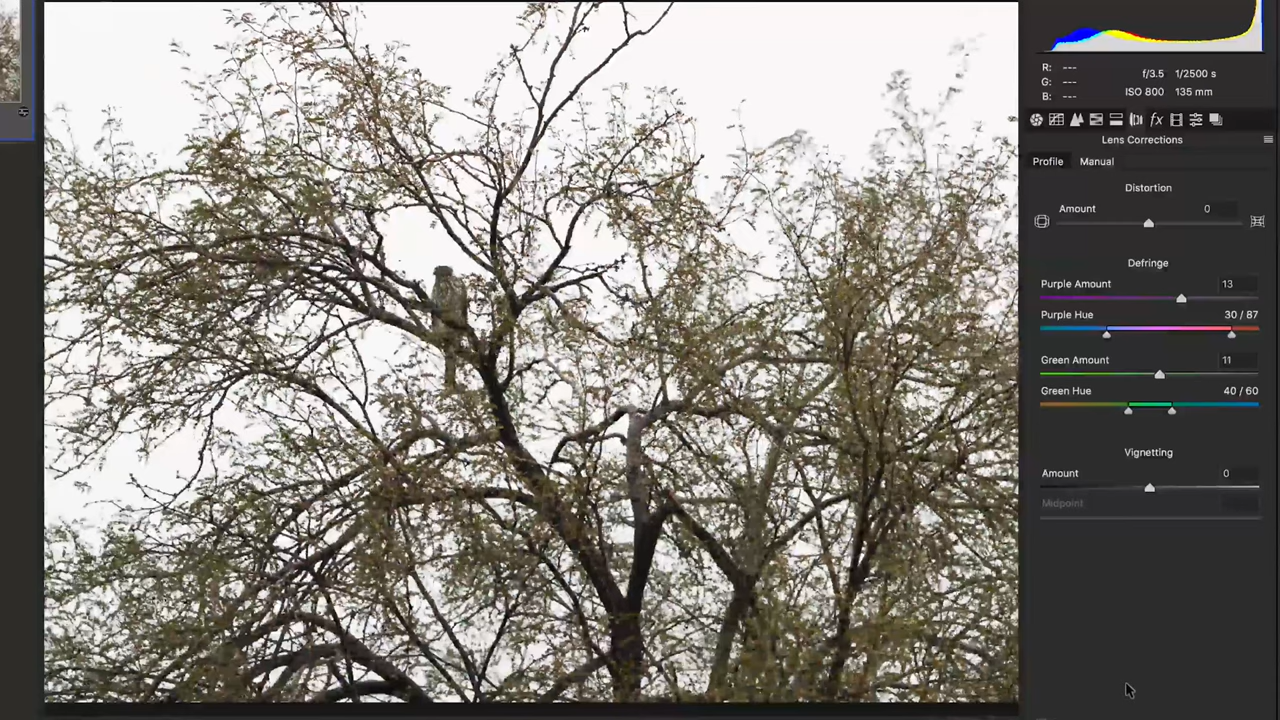 R: ---
G: ---
B: ---
f/3.5 1/2500 s
ISO 800 135 mm
fx
Lens Corrections
Profile Manual
Distortion
Amount 0
Defringe
Purple Amount 13
Purple Hue 30 / 87
Green Amount 11
Green Hue 40 / 60
Vignetting
Amount 0
Midpoint